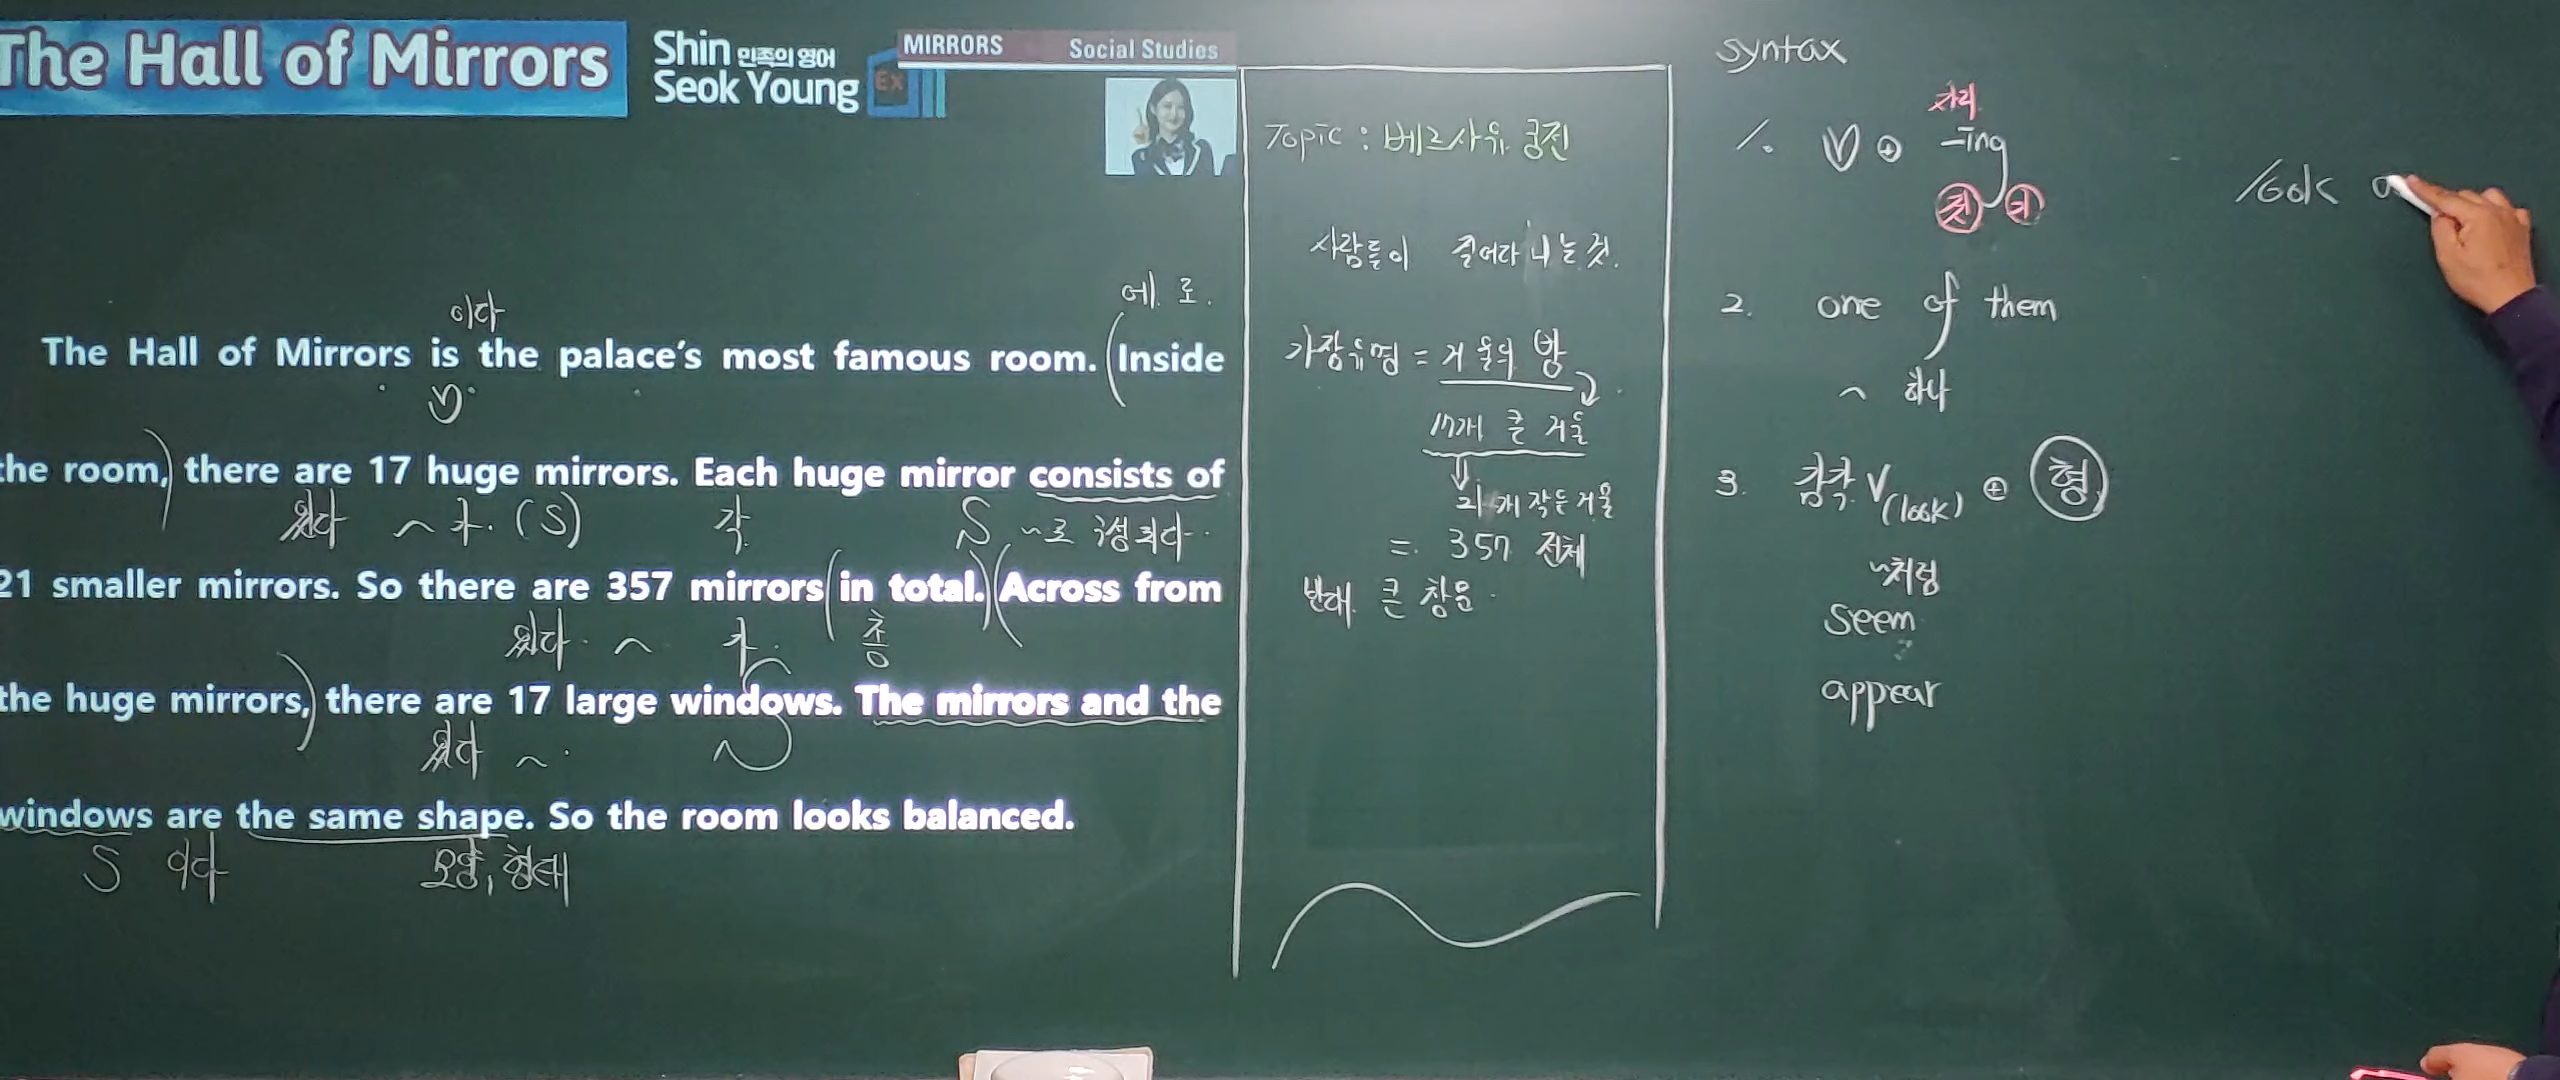 The Hall of Mirrors
Shin 민족의 영어
Seok Young
Ex
MIRRORS Social Studies
이다
에. 로.
The Hall of Mirrors is the palace's most famous room. (Inside
V
the room,) there are 17 huge mirrors. Each huge mirror consists of
있다 ~가. (S) 각 S ~로 구성되다.
21 smaller mirrors. So there are 357 mirrors (in total.) (Across from
있다. ~ 가. 총
the huge mirrors,) there are 17 large windows. The mirrors and the
있다 ~.
windows are the same shape. So the room looks balanced.
S 이다 모양, 형태
Topic : 베르사유 궁전
사람들이 걸어다니는 것.
가장 유명 = 거울의 방
17개 큰 거울
21개 작은 거울
= 357 전체
반대 큰 창문.
syntax
자리
1. V + -ing
것
2. one of them
~ 하나
3. 감각 V (look) + 형
~처럼
seem
appear
look